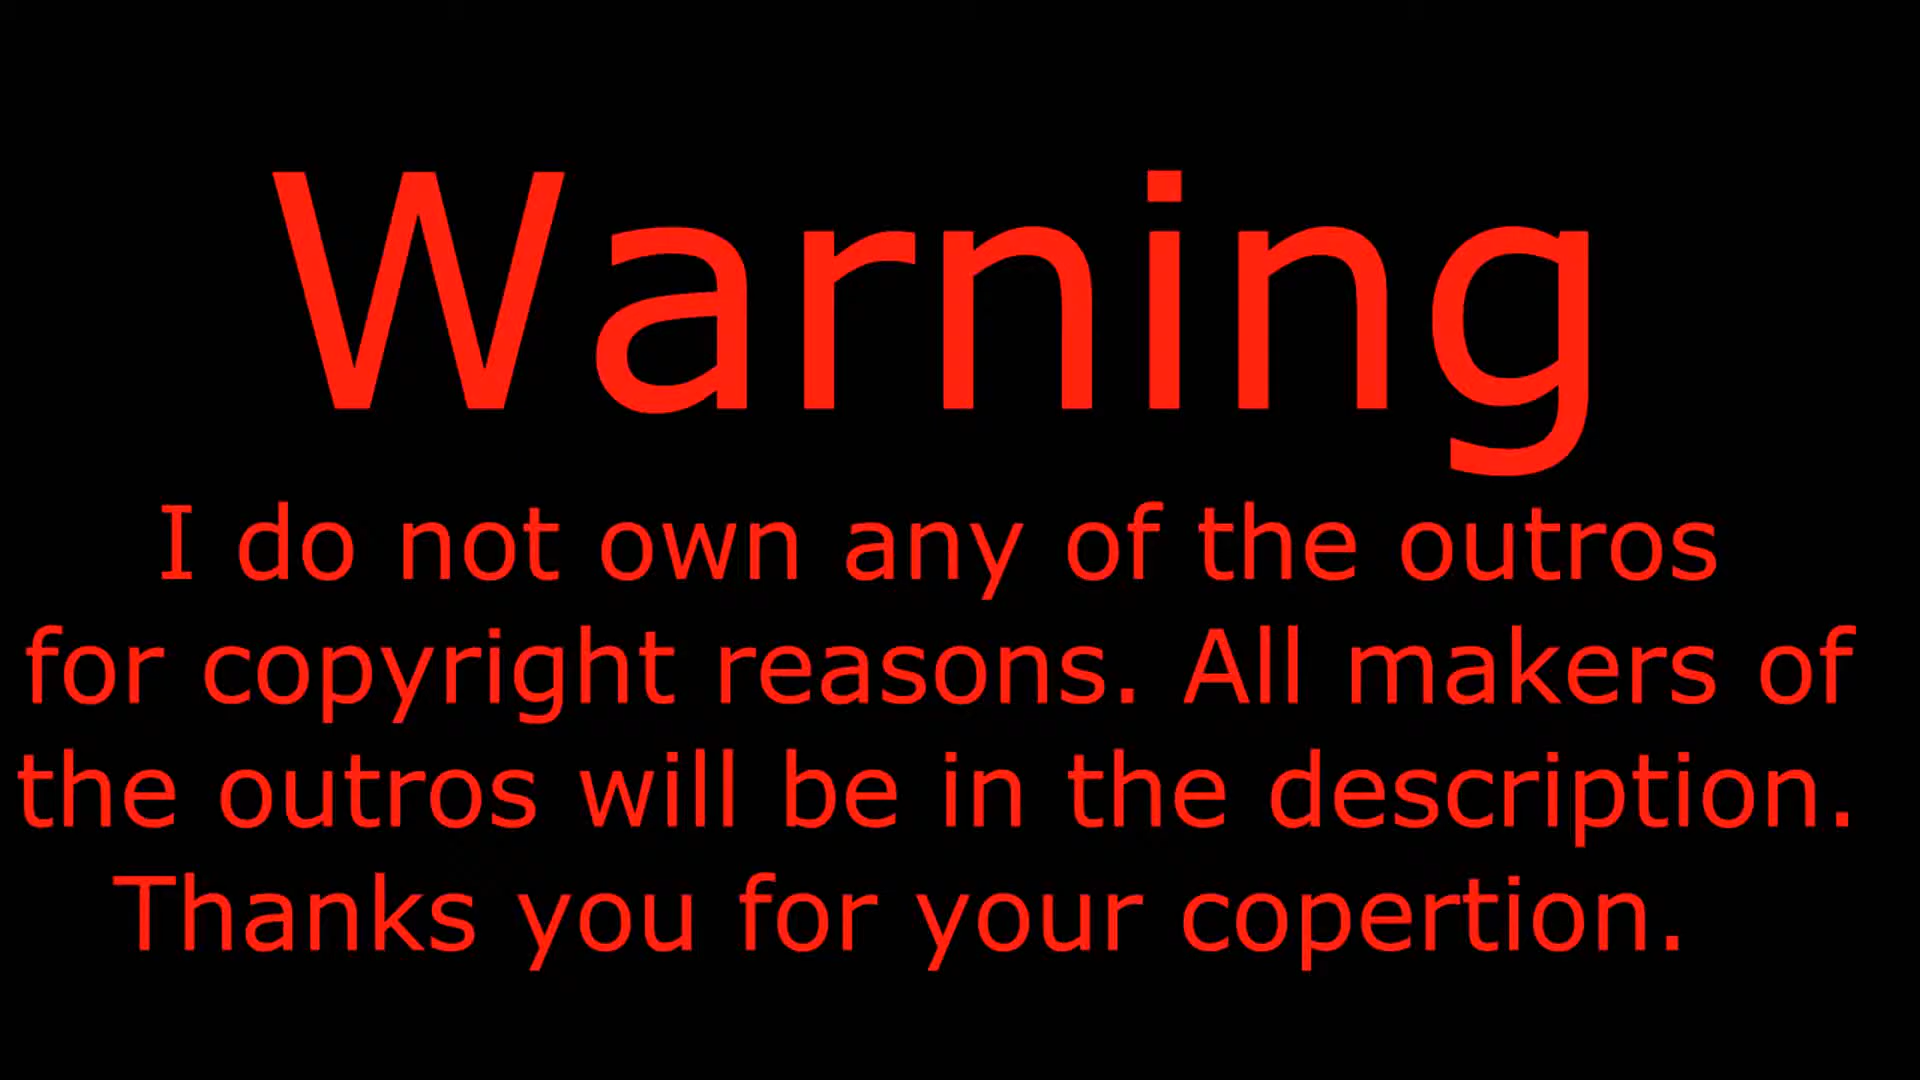 Warning
I do not own any of the outros
for copyright reasons. All makers of
the outros will be in the description.
Thanks you for your copertion.